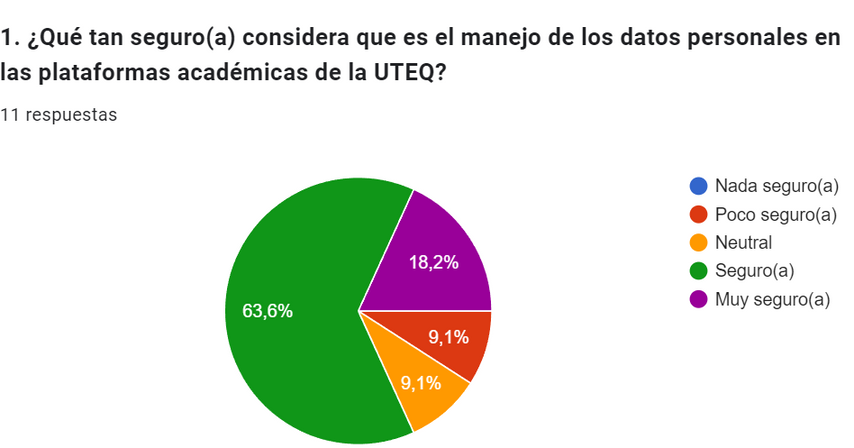 1. ¿Qué tan seguro(a) considera que es el manejo de los datos personales en
las plataformas académicas de la UTEQ?
11 respuestas
Nada seguro(a)
Poco seguro(a)
Neutral
Seguro(a)
Muy seguro(a)
18,2%
63,6%
9,1%
9,1%